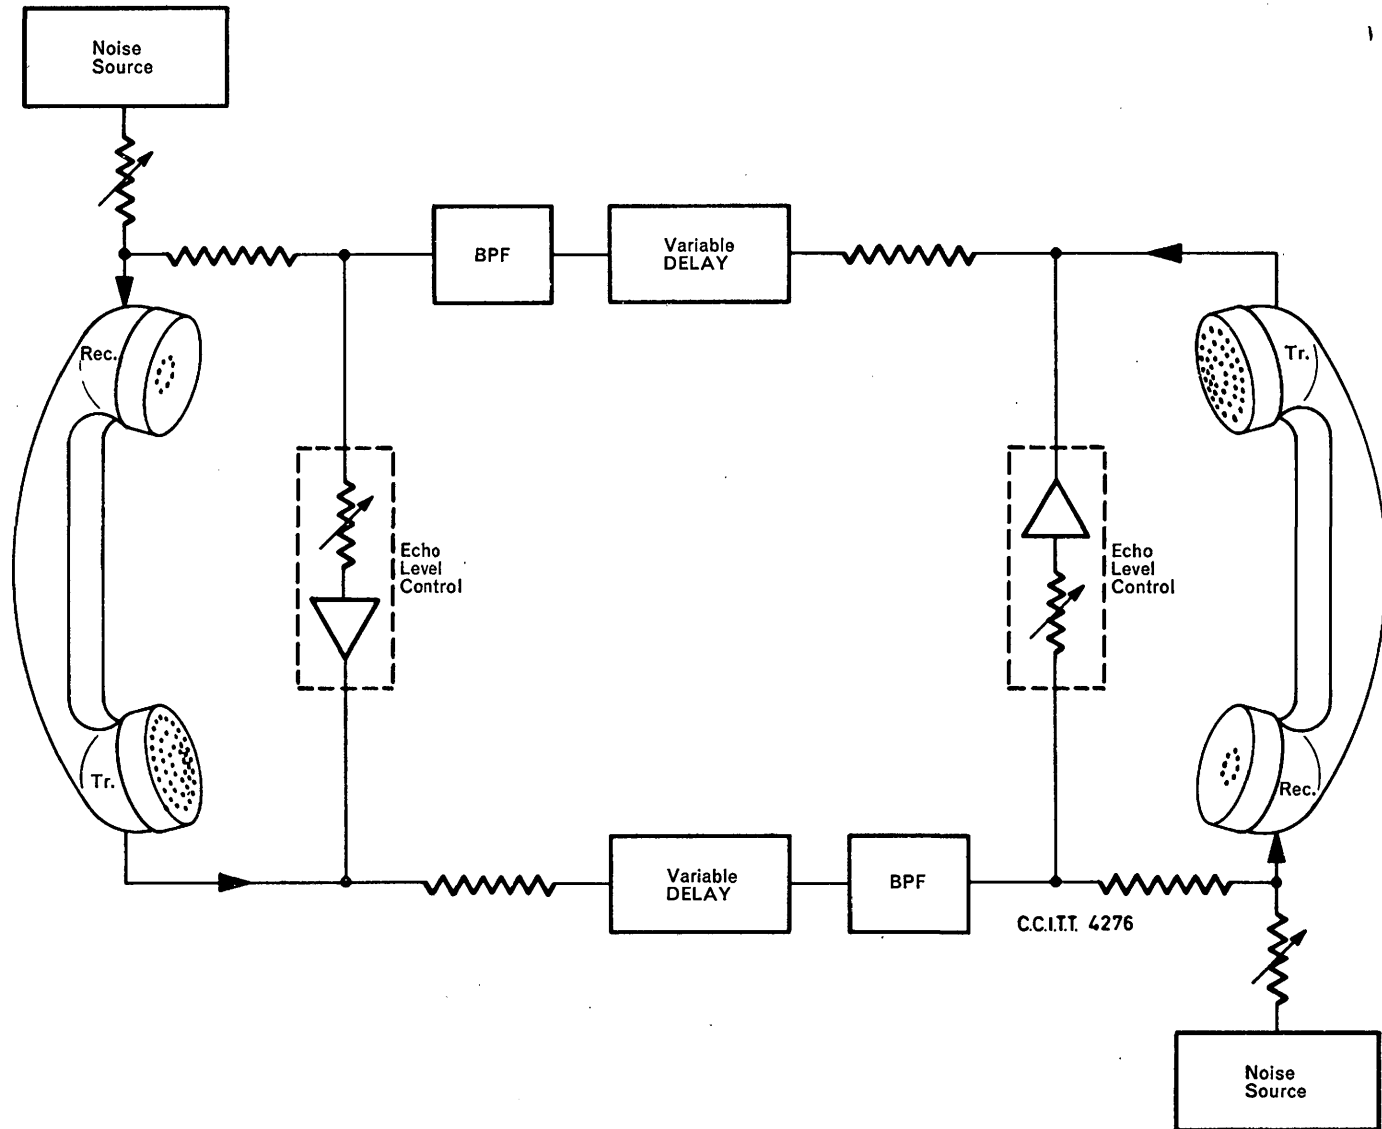 Noise
Source
BPF
Variable
DELAY
Rec.
Tr.
Echo
Level
Control
Echo
Level
Control
Tr.
Rec.
Variable
DELAY
BPF
C.C.I.T.T. 4276
Noise
Source